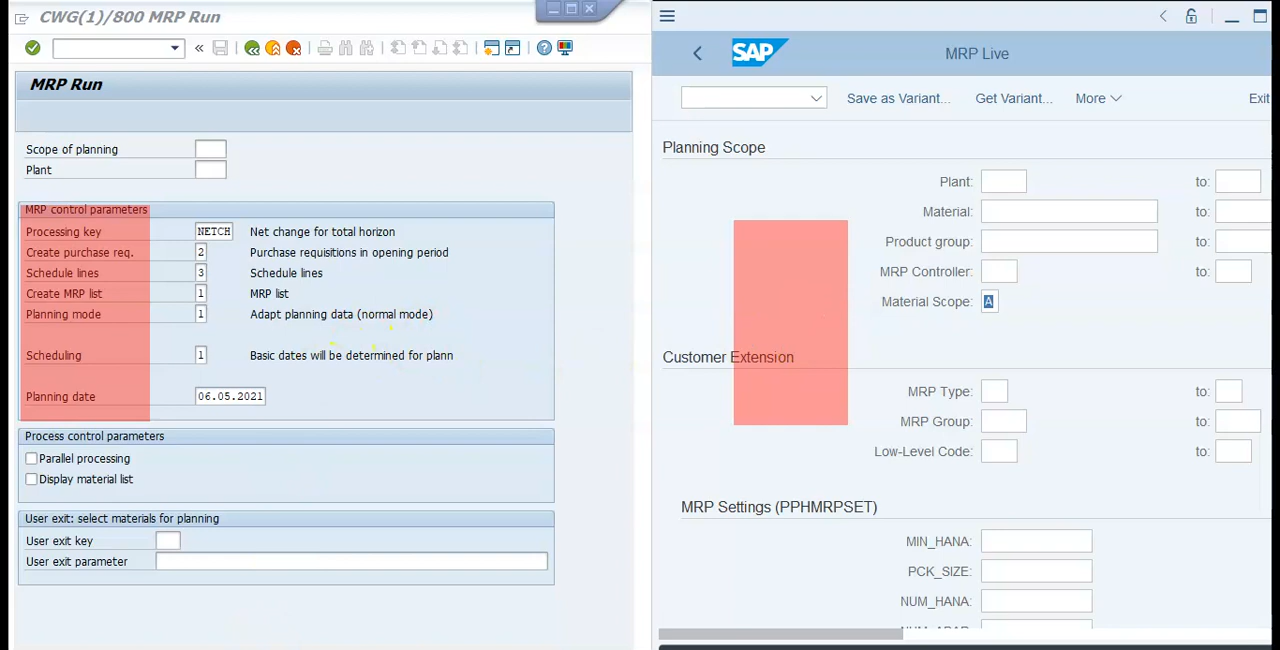 CWG(1)/800 MRP Run
MRP Run
Scope of planning
Plant
MRP control parameters
Processing key NETCH Net change for total horizon
Create purchase req. 2 Purchase requisitions in opening period
Schedule lines 3 Schedule lines
Create MRP list 1 MRP list
Planning mode 1 Adapt planning data (normal mode)
Scheduling 1 Basic dates will be determined for plann
Planning date 06.05.2021
Process control parameters
Parallel processing
Display material list
User exit: select materials for planning
User exit key
User exit parameter
SAP MRP Live
Save as Variant... Get Variant... More Exit
Planning Scope
Plant: to:
Material: to:
Product group: to:
MRP Controller: to:
Material Scope: A
Customer Extension
MRP Type: to:
MRP Group: to:
Low-Level Code: to:
MRP Settings (PPHMRPSET)
MIN_HANA:
PCK_SIZE:
NUM_HANA: